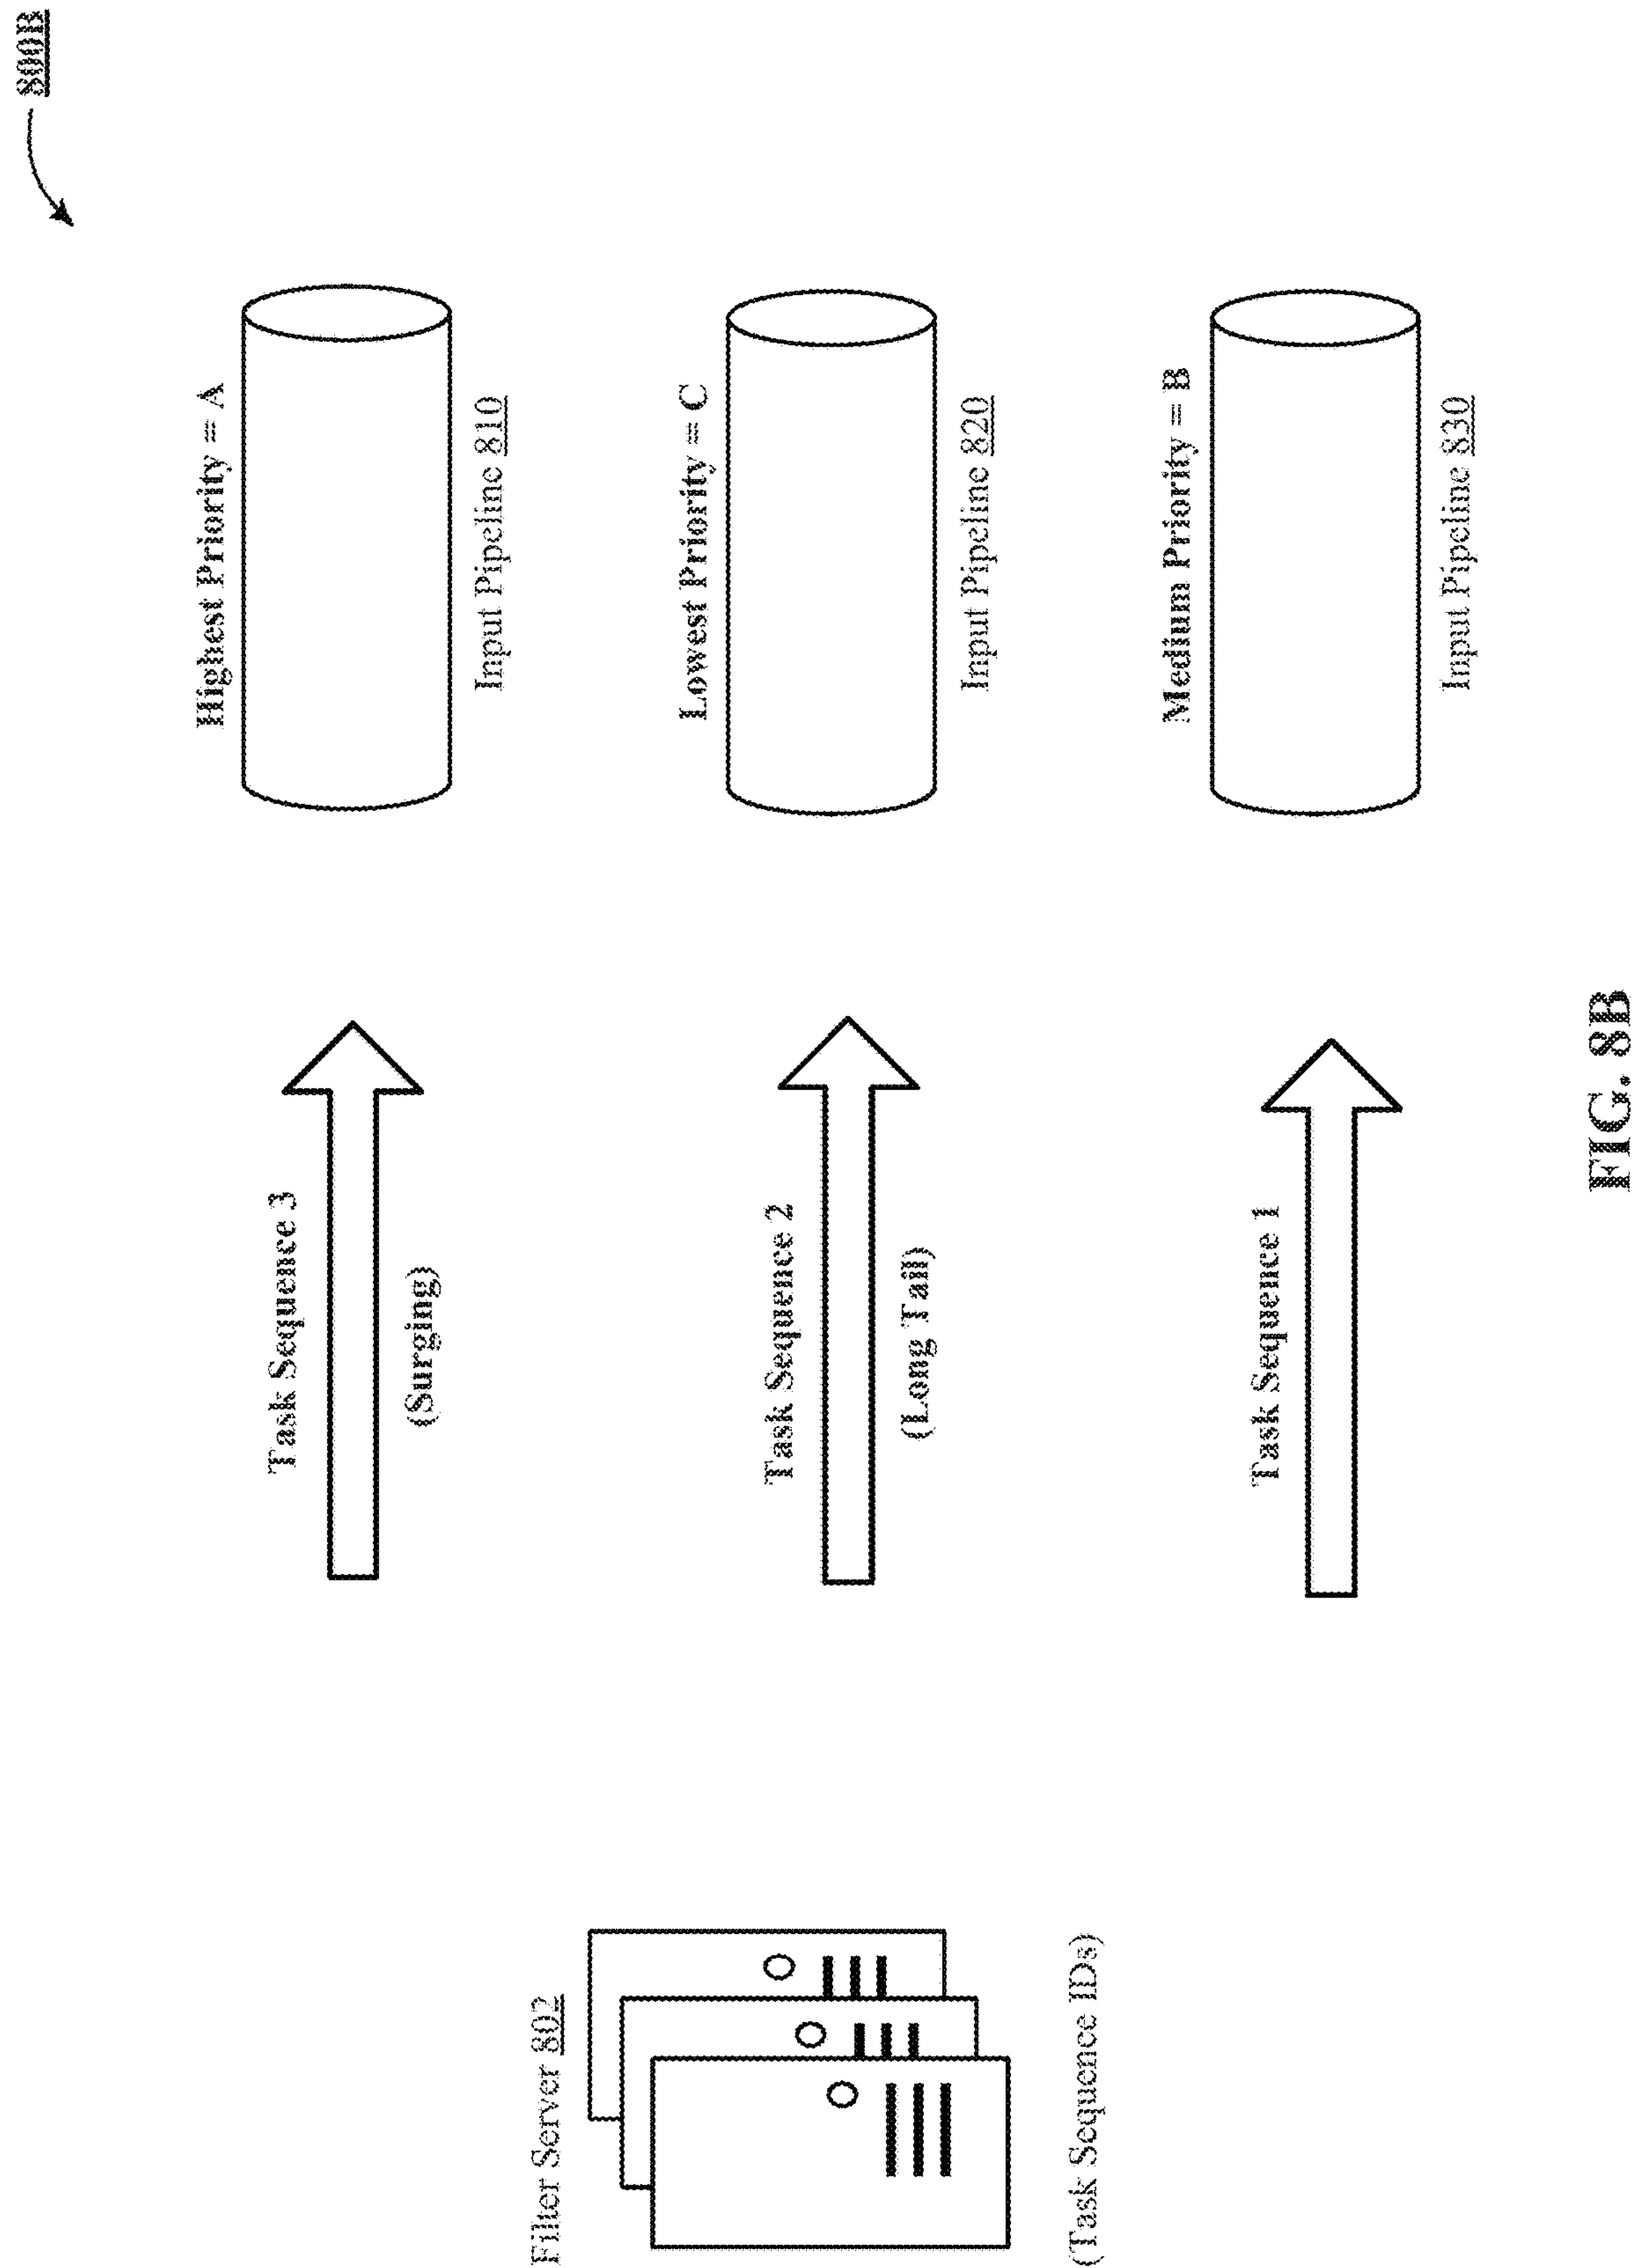 800B
Filter Server 802
(Task Sequence IDs)
Task Sequence 3
(Surging)
Highest Priority = A
Input Pipeline 810
Task Sequence 2
(Long Tail)
Lowest Priority = C
Input Pipeline 820
Task Sequence 1
Medium Priority = B
Input Pipeline 830
FIG. 8B